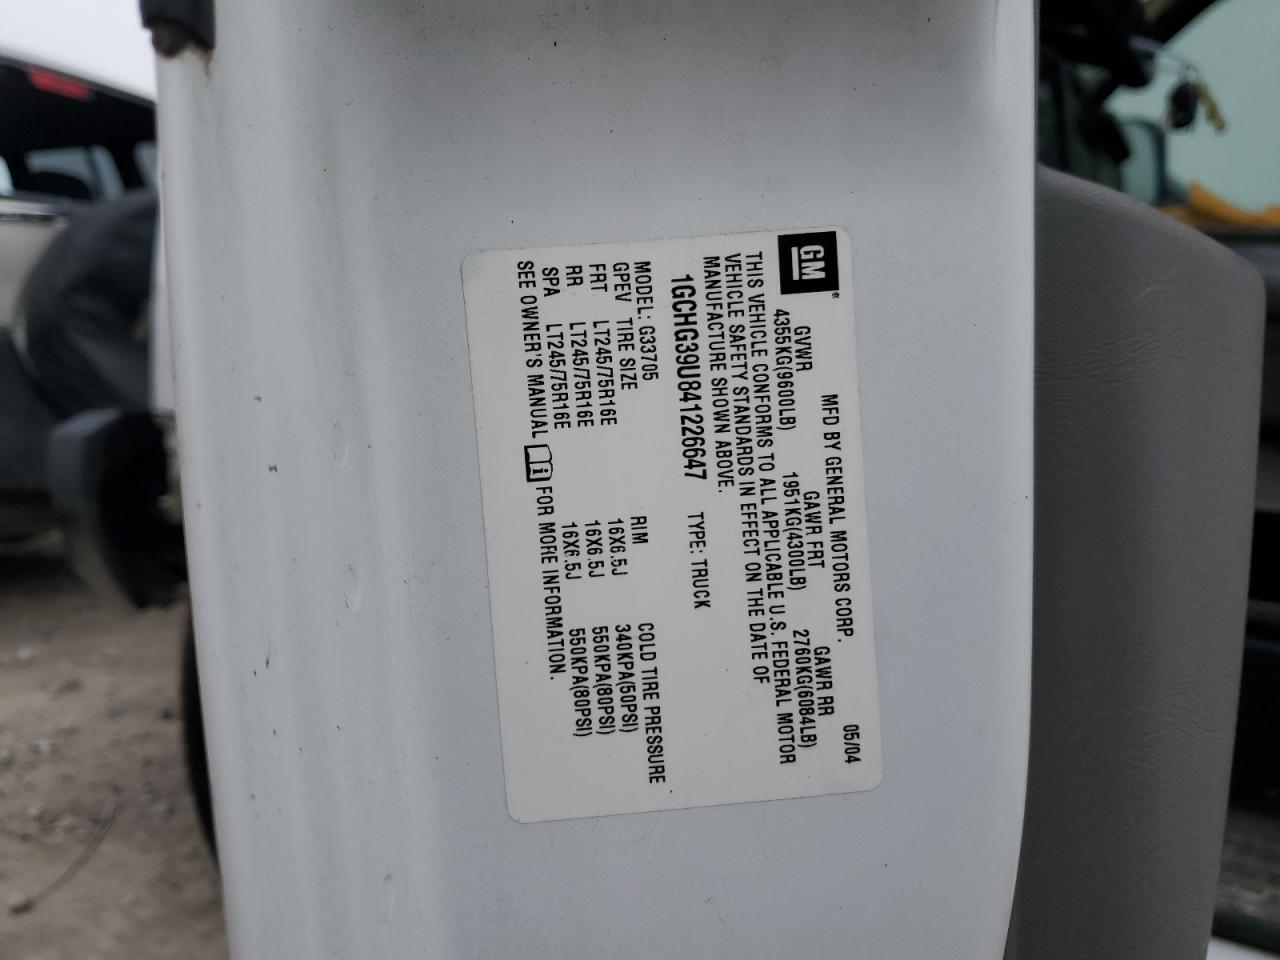 GM
MFD BY GENERAL MOTORS CORP. 05/04
GVWR GAWR FRT GAWR RR
4355KG(9600LB) 1951KG(4300LB) 2760KG(6084LB)
THIS VEHICLE CONFORMS TO ALL APPLICABLE U.S. FEDERAL MOTOR
VEHICLE SAFETY STANDARDS IN EFFECT ON THE DATE OF
MANUFACTURE SHOWN ABOVE.
1GCHG39U841226647 TYPE: TRUCK
MODEL: G33705
GPEV TIRE SIZE RIM COLD TIRE PRESSURE
FRT LT245/75R16E 16X6.5J 340KPA(50PSI)
RR LT245/75R16E 16X6.5J 550KPA(80PSI)
SPA LT245/75R16E 16X6.5J 550KPA(80PSI)
SEE OWNER'S MANUAL i FOR MORE INFORMATION.